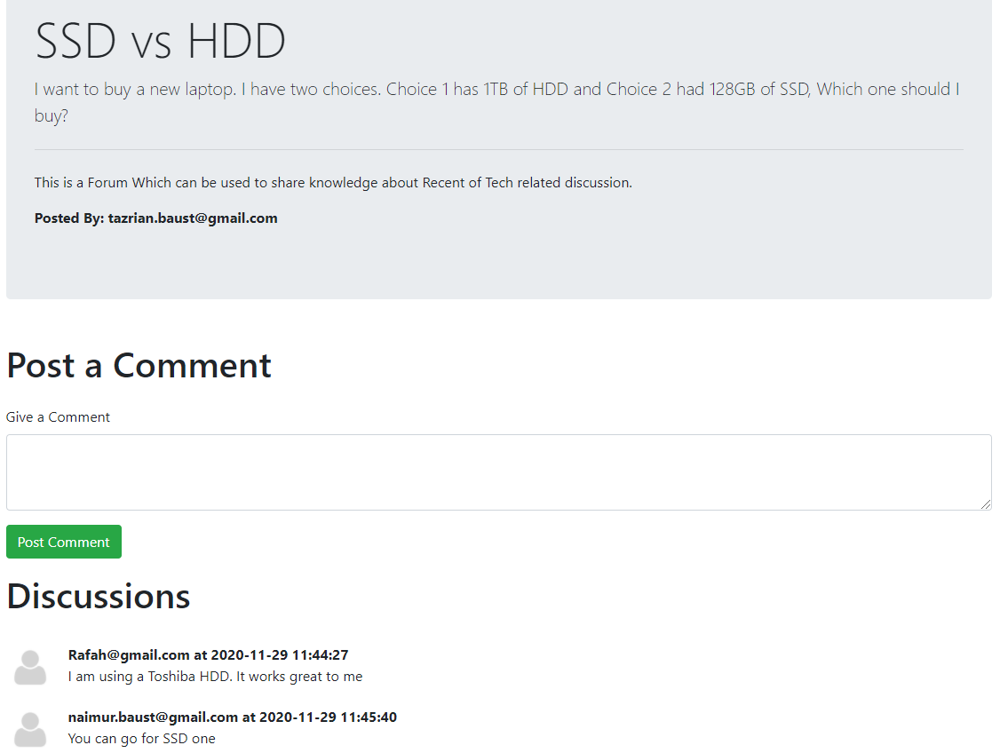 SSD vs HDD
I want to buy a new laptop. I have two choices. Choice 1 has 1TB of HDD and Choice 2 had 128GB of SSD, Which one should I
buy?
This is a Forum Which can be used to share knowledge about Recent of Tech related discussion.
Posted By: tazrian.baust@gmail.com
Post a Comment
Give a Comment
Post Comment
Discussions
Rafah@gmail.com at 2020-11-29 11:44:27
I am using a Toshiba HDD. It works great to me
naimur.baust@gmail.com at 2020-11-29 11:45:40
You can go for SSD one